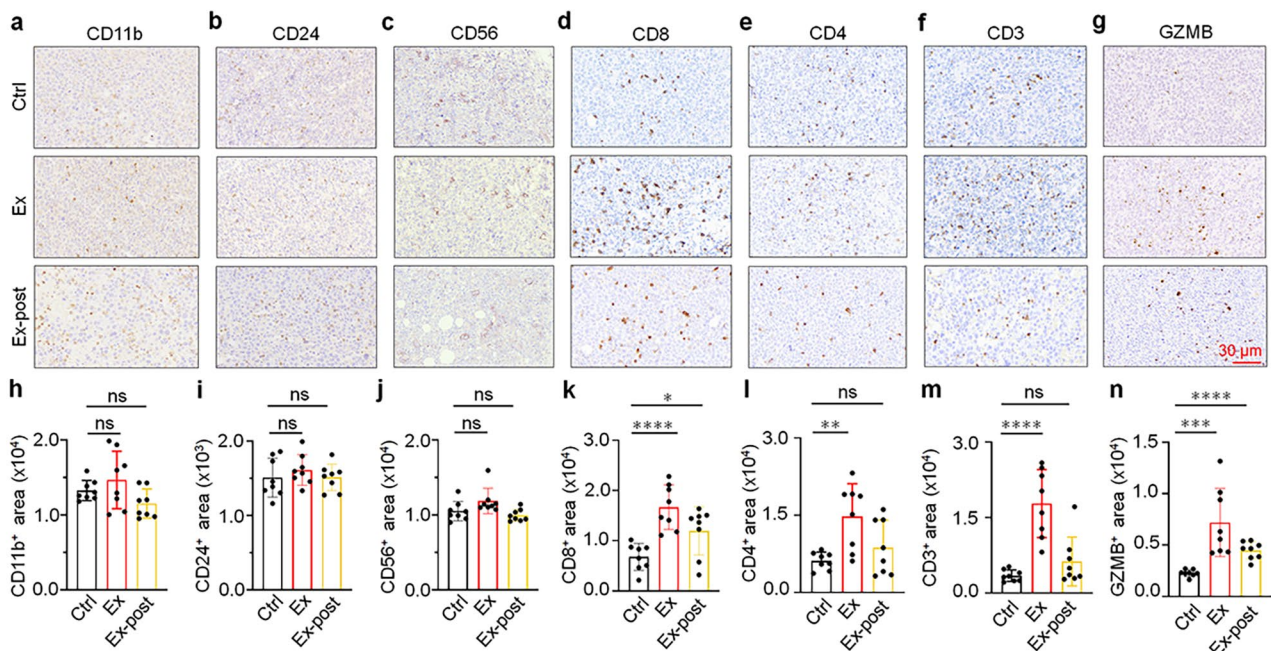 a b c d e f g
CD11b CD24 CD56 CD8 CD4 CD3 GZMB
Ctrl
Ex
Ex-post
30 µm
h
ns
ns
CD11b⁺ area (x10⁴)
2.0
1.0
0.0
Ctrl Ex Ex-post
i
ns
ns
CD24⁺ area (x10³)
2.0
1.0
0.0
Ctrl Ex Ex-post
j
ns
ns
CD56⁺ area (x10⁴)
2.0
1.0
0.0
Ctrl Ex Ex-post
k
*
****
CD8⁺ area (x10⁴)
3.0
2.0
1.0
0.0
Ctrl Ex Ex-post
l
ns
**
CD4⁺ area (x10⁴)
3.0
1.5
0.0
Ctrl Ex Ex-post
m
ns
****
CD3⁺ area (x10⁴)
3.0
1.5
0.0
Ctrl Ex Ex-post
n
****
***
GZMB⁺ area (x10⁴)
1.5
1.0
0.5
0.0
Ctrl Ex Ex-post